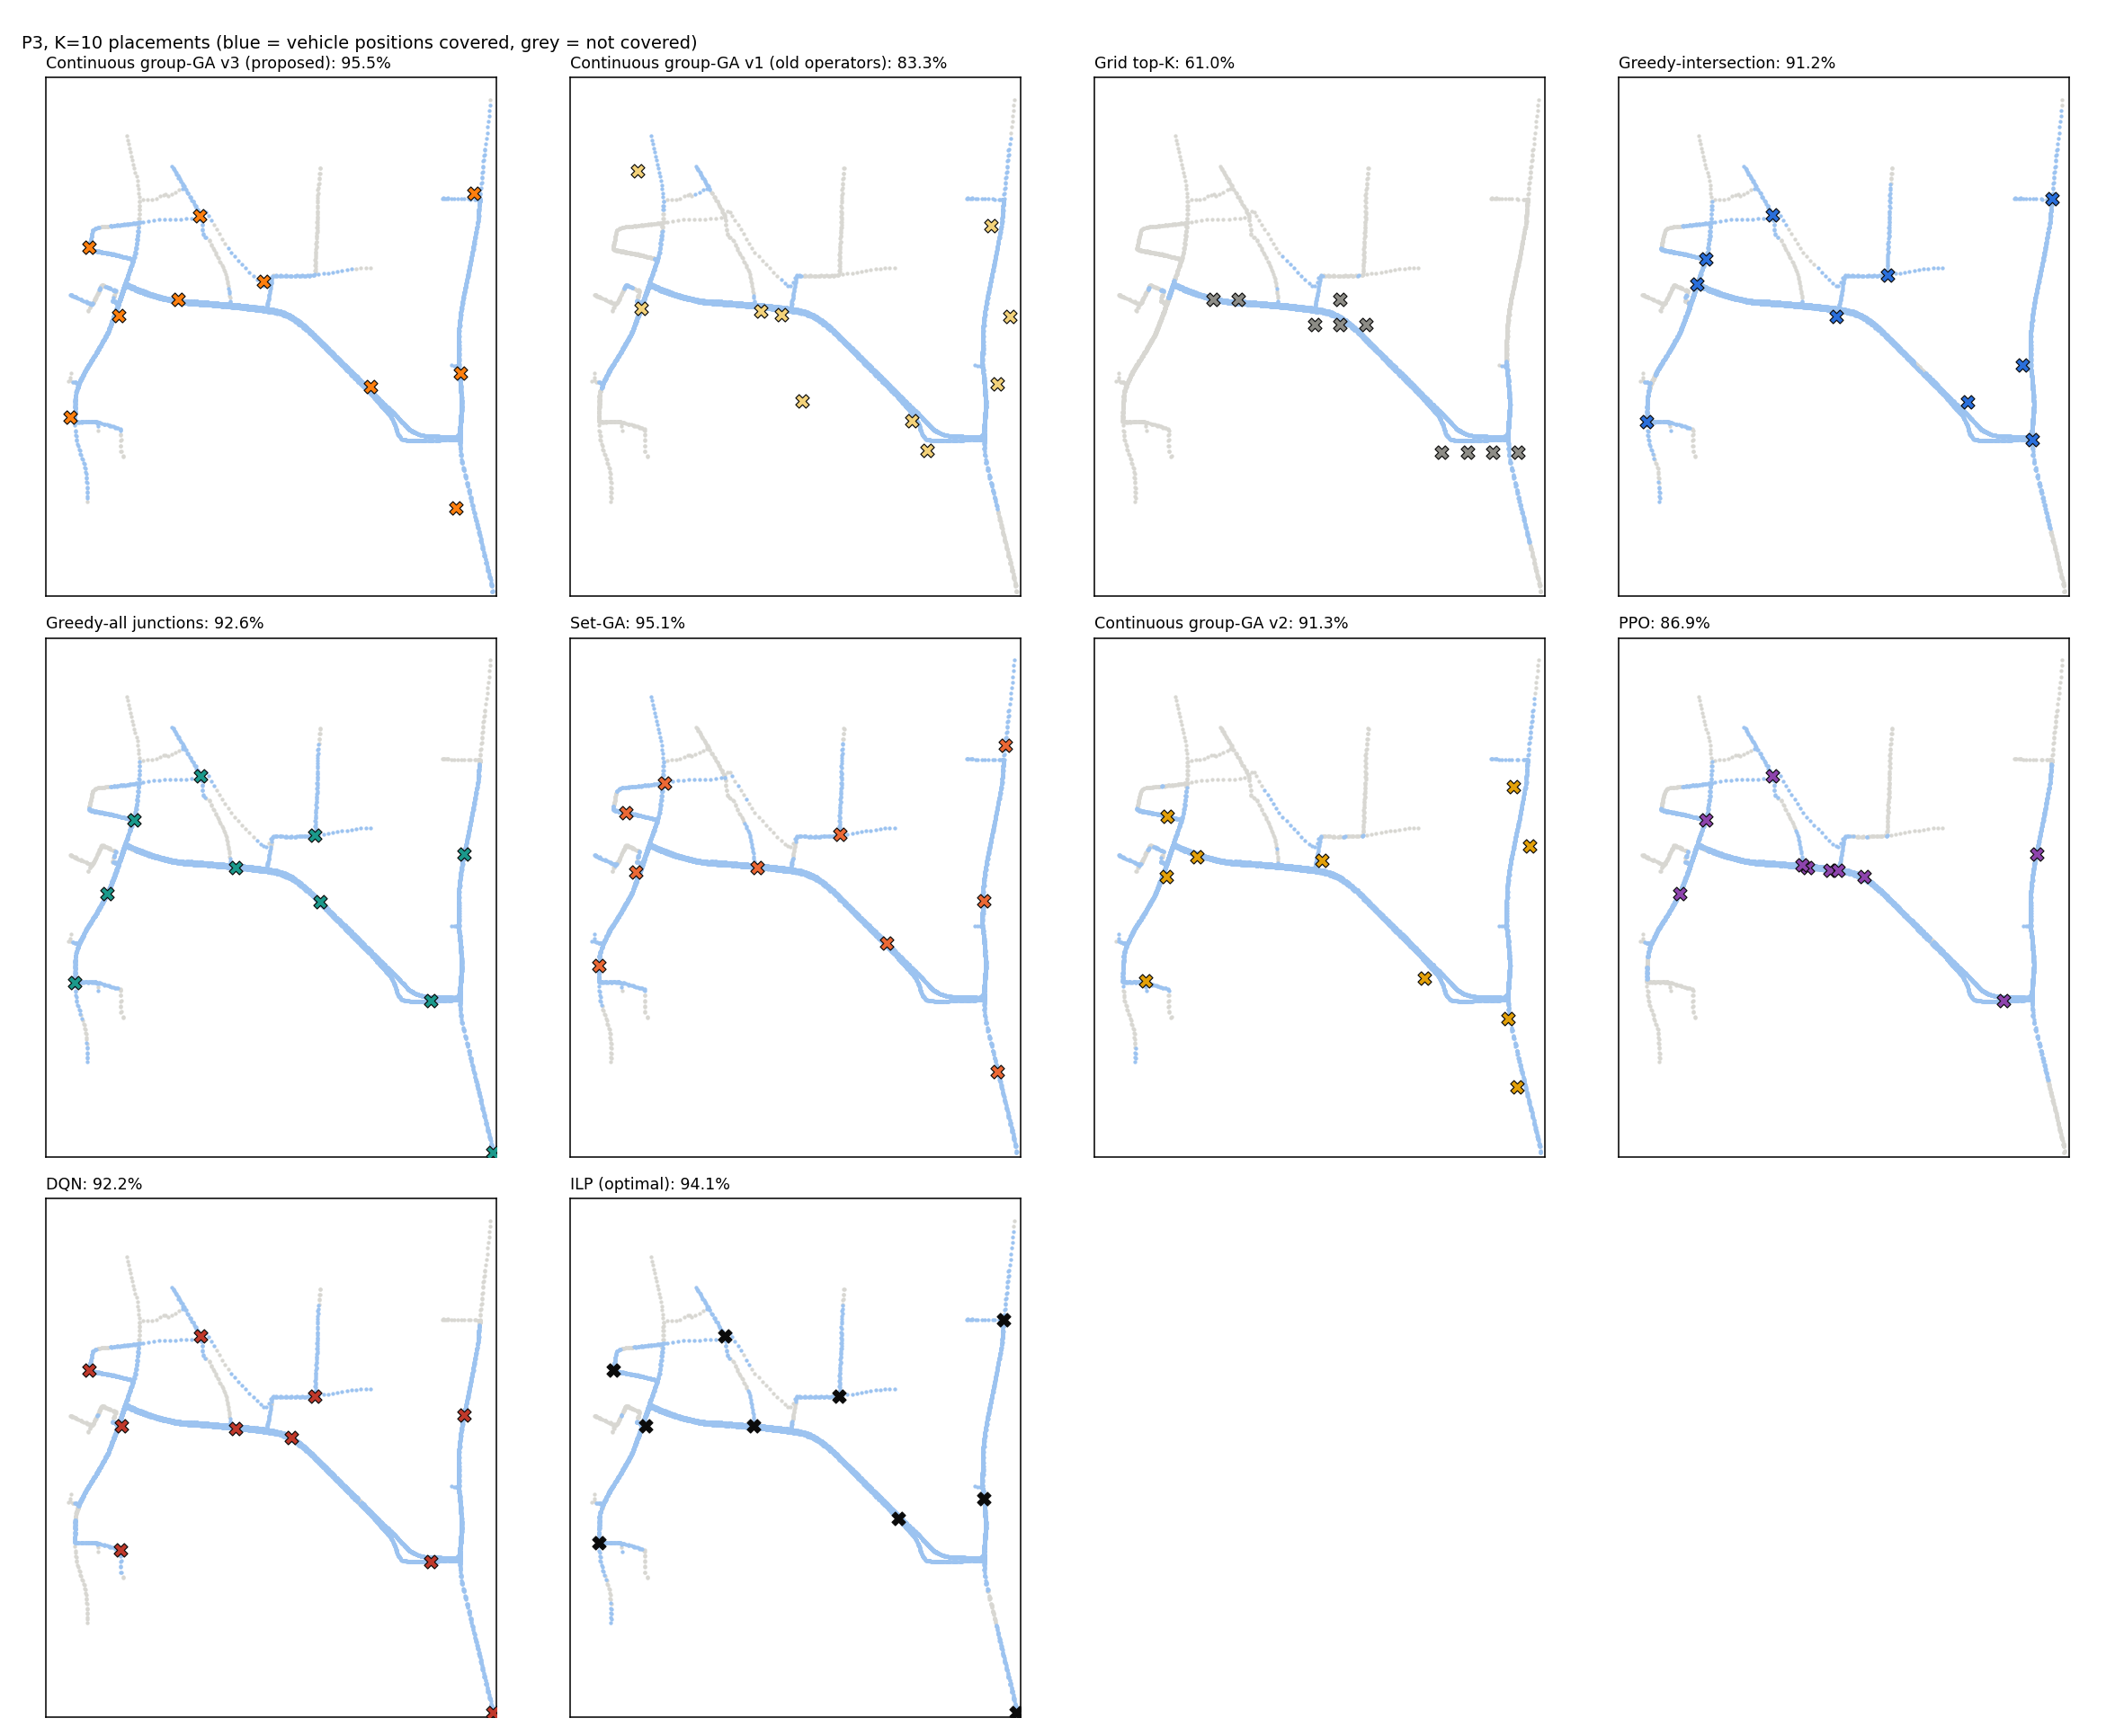 P3, K=10 placements (blue = vehicle positions covered, grey = not covered)
Continuous group-GA v3 (proposed): 95.5%
Continuous group-GA v1 (old operators): 83.3%
Grid top-K: 61.0%
Greedy-intersection: 91.2%
Greedy-all junctions: 92.6%
Set-GA: 95.1%
Continuous group-GA v2: 91.3%
PPO: 86.9%
DQN: 92.2%
ILP (optimal): 94.1%